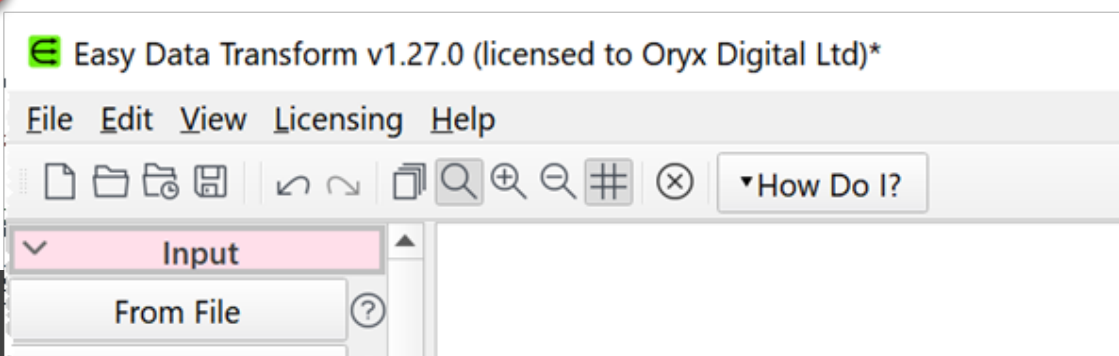 Easy Data Transform v1.27.0 (licensed to Oryx Digital Ltd)*
File Edit View Licensing Help
How Do I?
Input
From File
?